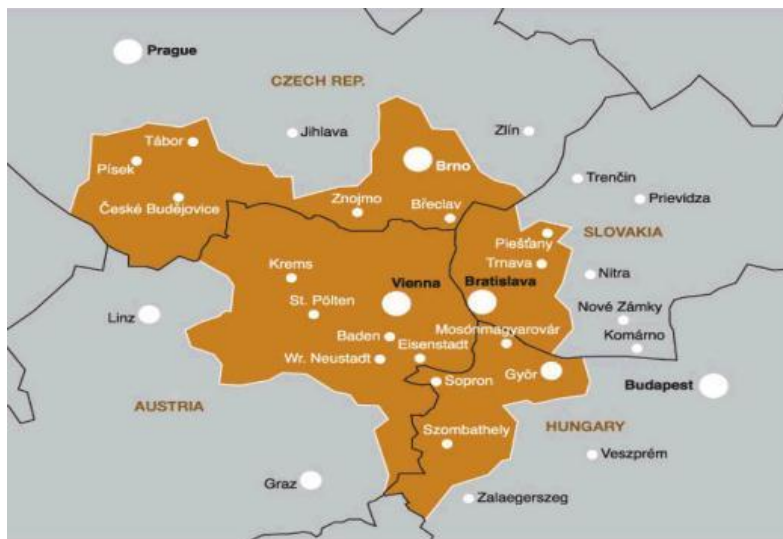 Prague
CZECH REP.
Tábor
Jihlava
Zlín
Písek
Brno
Trenčin
České Budějovice
Znojmo
Břeclav
Prievidza
Piešťany
SLOVAKIA
Trnava
Krems
Nitra
Vienna
Bratislava
St. Pölten
Linz
Nové Zámky
Mosónmagyarovár
Baden
Eisenstadt
Komárno
Wr. Neustadt
Sopron
Győr
Budapest
AUSTRIA
Szombathely
HUNGARY
Veszprém
Graz
Zalaegerszeg